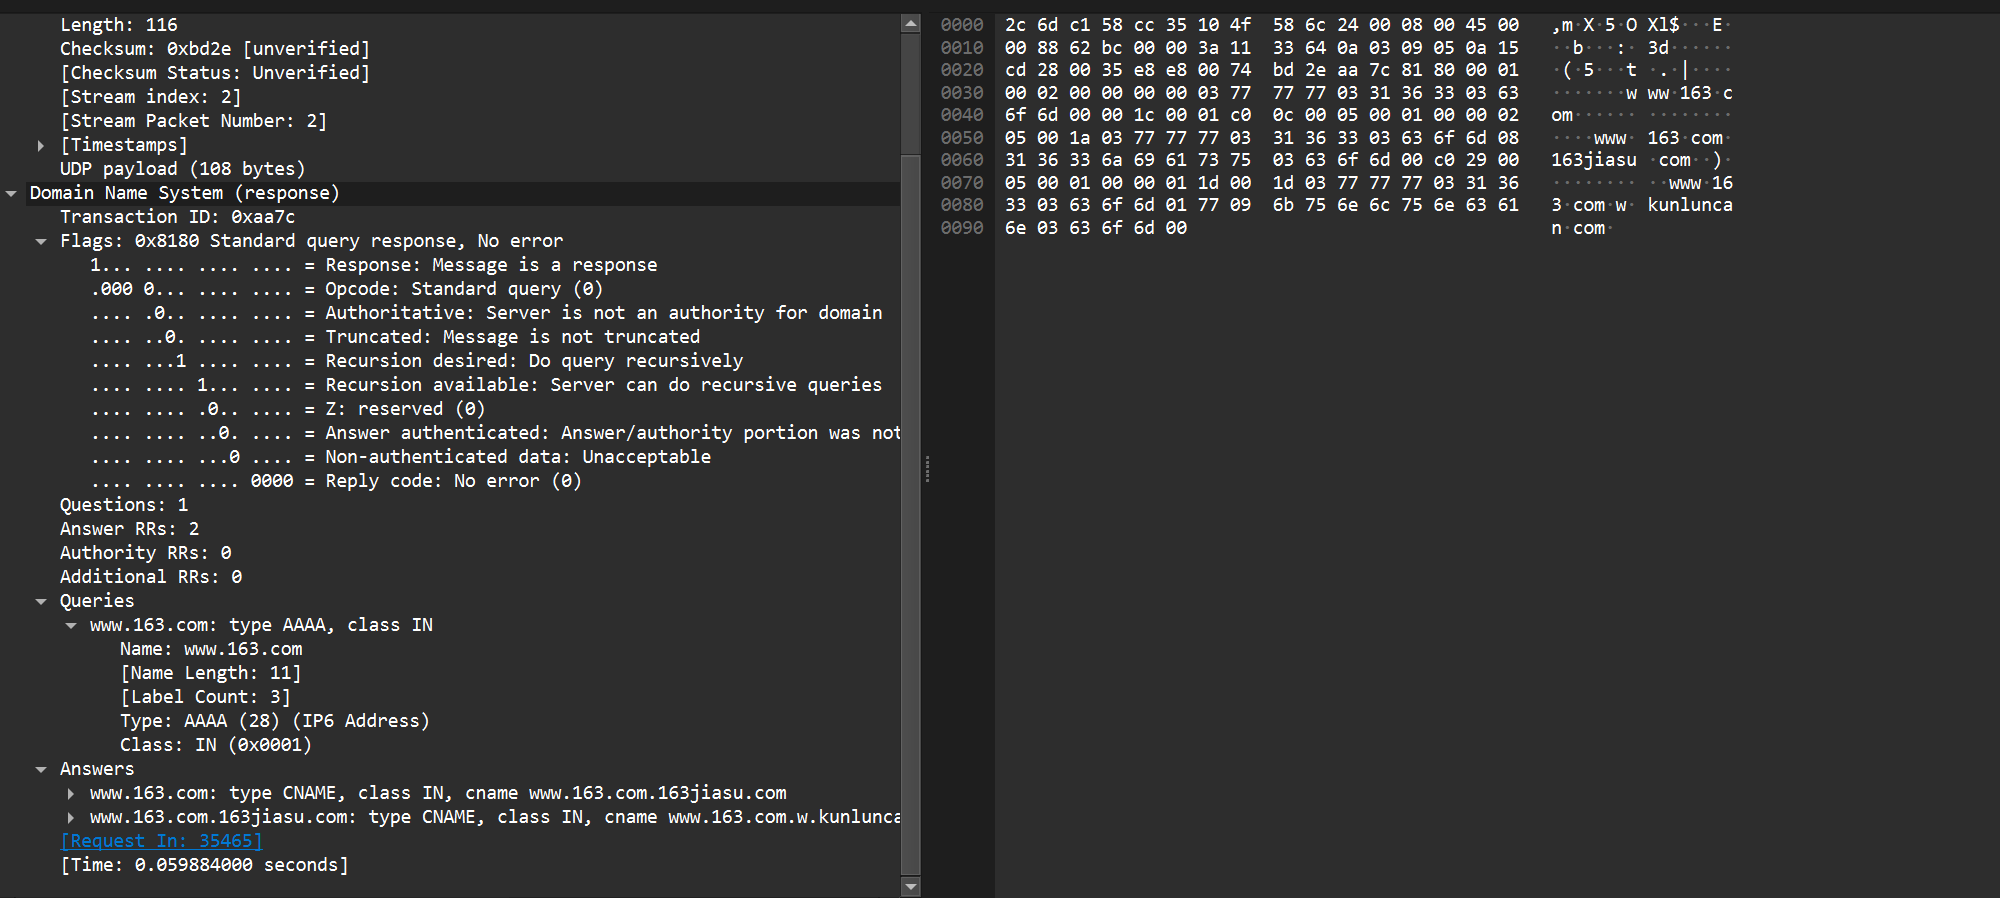 Length: 116
Checksum: 0xbd2e [unverified]
[Checksum Status: Unverified]
[Stream index: 2]
[Stream Packet Number: 2]
[Timestamps]
UDP payload (108 bytes)
Domain Name System (response)
Transaction ID: 0xaa7c
Flags: 0x8180 Standard query response, No error
1... .... .... .... = Response: Message is a response
.000 0... .... .... = Opcode: Standard query (0)
.... .0.. .... .... = Authoritative: Server is not an authority for domain
.... ..0. .... .... = Truncated: Message is not truncated
.... ...1 .... .... = Recursion desired: Do query recursively
.... .... 1... .... = Recursion available: Server can do recursive queries
.... .... .0.. .... = Z: reserved (0)
.... .... ..0. .... = Answer authenticated: Answer/authority portion was not
.... .... ...0 .... = Non-authenticated data: Unacceptable
.... .... .... 0000 = Reply code: No error (0)
Questions: 1
Answer RRs: 2
Authority RRs: 0
Additional RRs: 0
Queries
www.163.com: type AAAA, class IN
Name: www.163.com
[Name Length: 11]
[Label Count: 3]
Type: AAAA (28) (IP6 Address)
Class: IN (0x0001)
Answers
www.163.com: type CNAME, class IN, cname www.163.com.163jiasu.com
www.163.com.163jiasu.com: type CNAME, class IN, cname www.163.com.w.kunlunca
[Request In: 35465]
[Time: 0.059884000 seconds]
0000 2c 6d c1 58 cc 35 10 4f 58 6c 24 00 08 00 45 00 ,m·X·5·O Xl$···E·
0010 00 88 62 bc 00 00 3a 11 33 64 0a 03 09 05 0a 15 ··b···:· 3d······
0020 cd 28 00 35 e8 e8 00 74 bd 2e aa 7c 81 80 00 01 ·(·5···t ·.·|····
0030 00 02 00 00 00 00 03 77 77 77 03 31 36 33 03 63 ·······w ww·163·c
0040 6f 6d 00 00 1c 00 01 c0 0c 00 05 00 01 00 00 02 om······ ········
0050 05 00 1a 03 77 77 77 03 31 36 33 03 63 6f 6d 08 ····www· 163·com·
0060 31 36 33 6a 69 61 73 75 03 63 6f 6d 00 c0 29 00 163jiasu ·com··)·
0070 05 00 01 00 00 01 1d 00 1d 03 77 77 77 03 31 36 ········ ··www·16
0080 33 03 63 6f 6d 01 77 09 6b 75 6e 6c 75 6e 63 61 3·com·w· kunlunca
0090 6e 03 63 6f 6d 00 n·com·